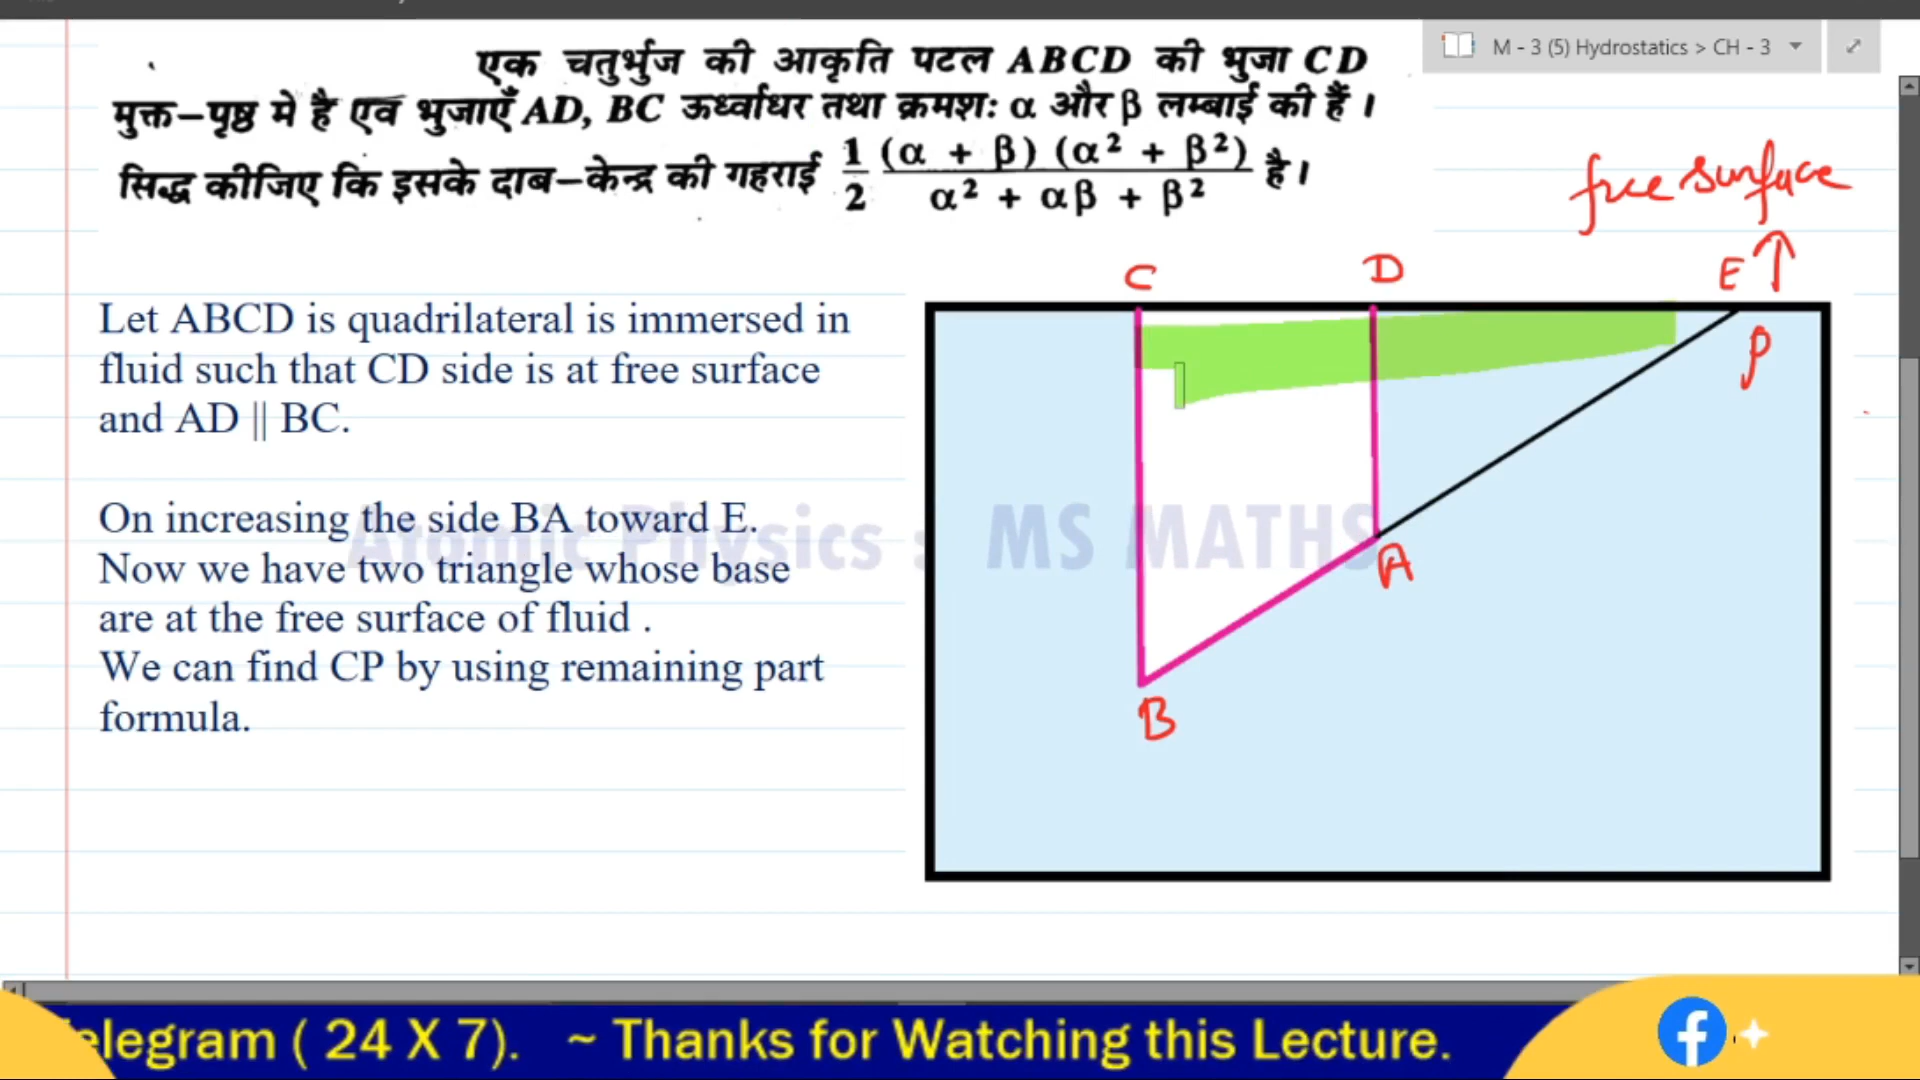 M - 3 (5) Hydrostatics > CH - 3
एक चतुर्भुज की आकृति पटल ABCD की भुजा CD
मुक्त-पृष्ठ मे है एव भुजाएँ AD, BC ऊर्ध्वाधर तथा क्रमश: α और β लम्बाई की हैं।
सिद्ध कीजिए कि इसके दाब-केन्द्र की गहराई 1/2 (α + β) (α² + β²)/α² + αβ + β² है।
free surface
C D E ↑
P
Let ABCD is quadrilateral is immersed in
fluid such that CD side is at free surface
and AD || BC.
On increasing the side BA toward E.
Now we have two triangle whose base
are at the free surface of fluid .
We can find CP by using remaining part
formula.
Atomic Physics : MS MATHS
A
B
elegram ( 24 X 7). ~ Thanks for Watching this Lecture.
f